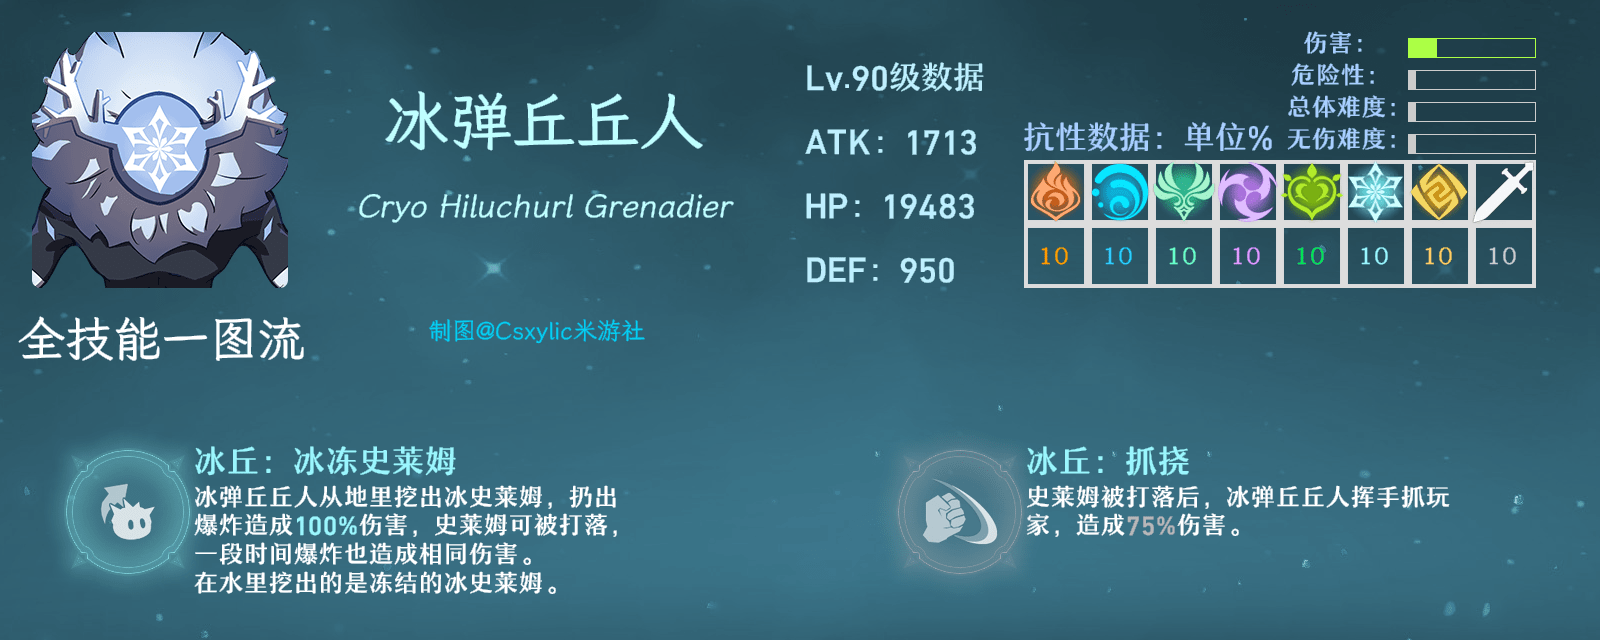 冰弹丘丘人
Cryo Hiluchurl Grenadier
全技能一图流
制图@Csxylic米游社
Lv.90级数据
ATK：1713
HP：19483
DEF：950
伤害：
危险性：
总体难度：
无伤难度：
抗性数据：单位%
10 10 10 10 10 10 10 10
冰丘：冰冻史莱姆
冰弹丘丘人从地里挖出冰史莱姆，扔出
爆炸造成100%伤害，史莱姆可被打落，
一段时间爆炸也造成相同伤害。
在水里挖出的是冻结的冰史莱姆。
冰丘：抓挠
史莱姆被打落后，冰弹丘丘人挥手抓玩
家，造成75%伤害。